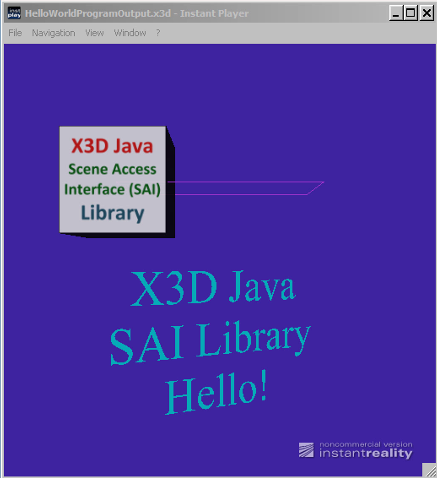 HelloWorldProgramOutput.x3d - Instant Player
File Navigation View Window ?
X3D Java
Scene Access
Interface (SAI)
Library
X3D Java
SAI Library
Hello!
noncommercial version
instantreality